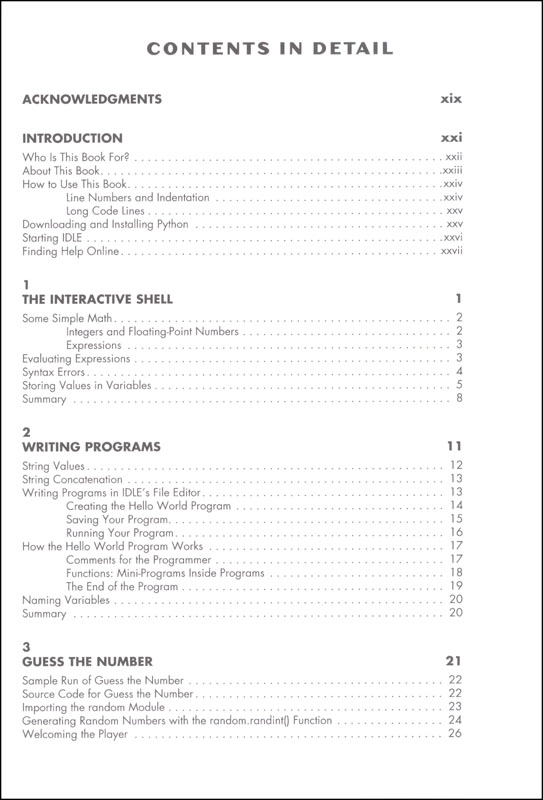 CONTENTS IN DETAIL
ACKNOWLEDGMENTS xix
INTRODUCTION xxi
Who Is This Book For? . . . . . . . . . . xxii
About This Book. . . . . . . . . . xxiii
How to Use This Book. . . . . . . . . . xxiv
Line Numbers and Indentation . . . . . . . . . . xxiv
Long Code Lines . . . . . . . . . . xxv
Downloading and Installing Python . . . . . . . . . . xxv
Starting IDLE . . . . . . . . . . xxvi
Finding Help Online. . . . . . . . . . xxvii
1
THE INTERACTIVE SHELL 1
Some Simple Math. . . . . . . . . . 2
Integers and Floating-Point Numbers . . . . . . . . . . 2
Expressions . . . . . . . . . . 3
Evaluating Expressions . . . . . . . . . . 3
Syntax Errors. . . . . . . . . . 4
Storing Values in Variables . . . . . . . . . . 5
Summary . . . . . . . . . . 8
2
WRITING PROGRAMS 11
String Values. . . . . . . . . . 12
String Concatenation . . . . . . . . . . 13
Writing Programs in IDLE's File Editor. . . . . . . . . . 13
Creating the Hello World Program . . . . . . . . . . 14
Saving Your Program. . . . . . . . . . 15
Running Your Program. . . . . . . . . . 16
How the Hello World Program Works . . . . . . . . . . 17
Comments for the Programmer . . . . . . . . . . 17
Functions: Mini-Programs Inside Programs . . . . . . . . . . 18
The End of the Program . . . . . . . . . . 19
Naming Variables . . . . . . . . . . 20
Summary . . . . . . . . . . 20
3
GUESS THE NUMBER 21
Sample Run of Guess the Number . . . . . . . . . . 22
Source Code for Guess the Number. . . . . . . . . . 22
Importing the random Module . . . . . . . . . . 23
Generating Random Numbers with the random.randint() Function . . . . . . . . . . 24
Welcoming the Player . . . . . . . . . . 26